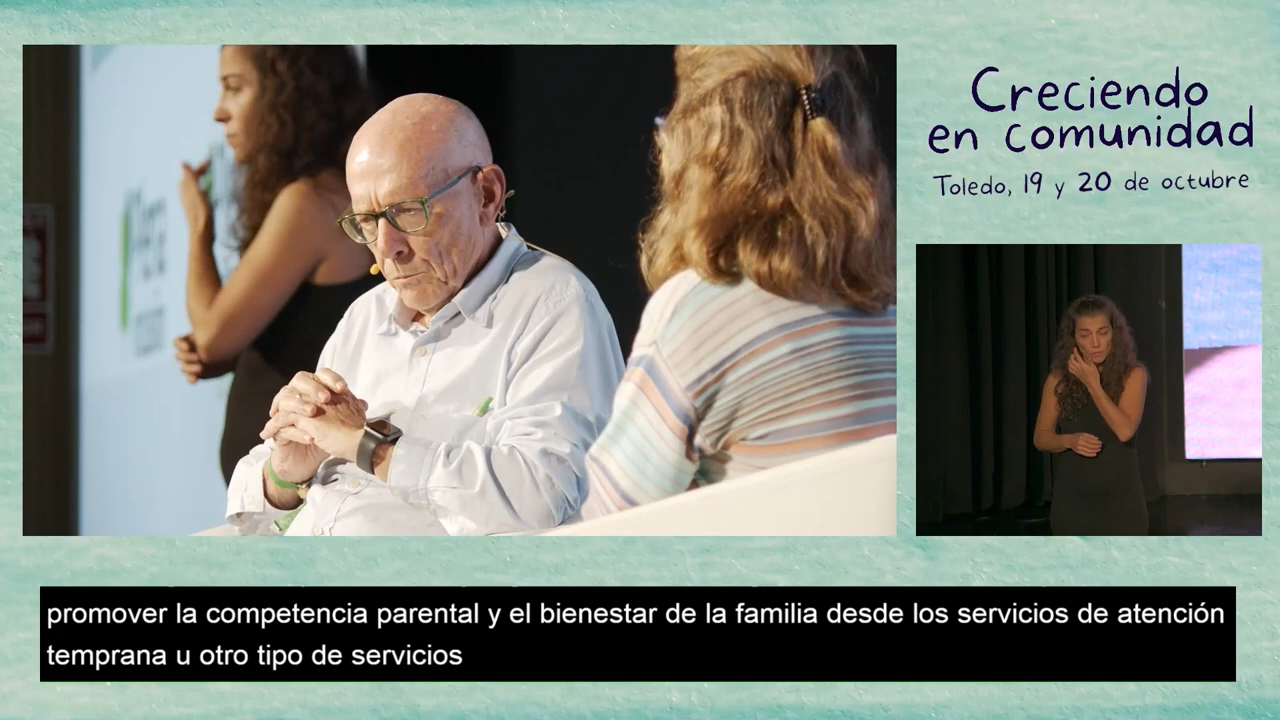 Creciendo
en comunidad
Toledo, 19 y 20 de octubre
promover la competencia parental y el bienestar de la familia desde los servicios de atención
temprana u otro tipo de servicios